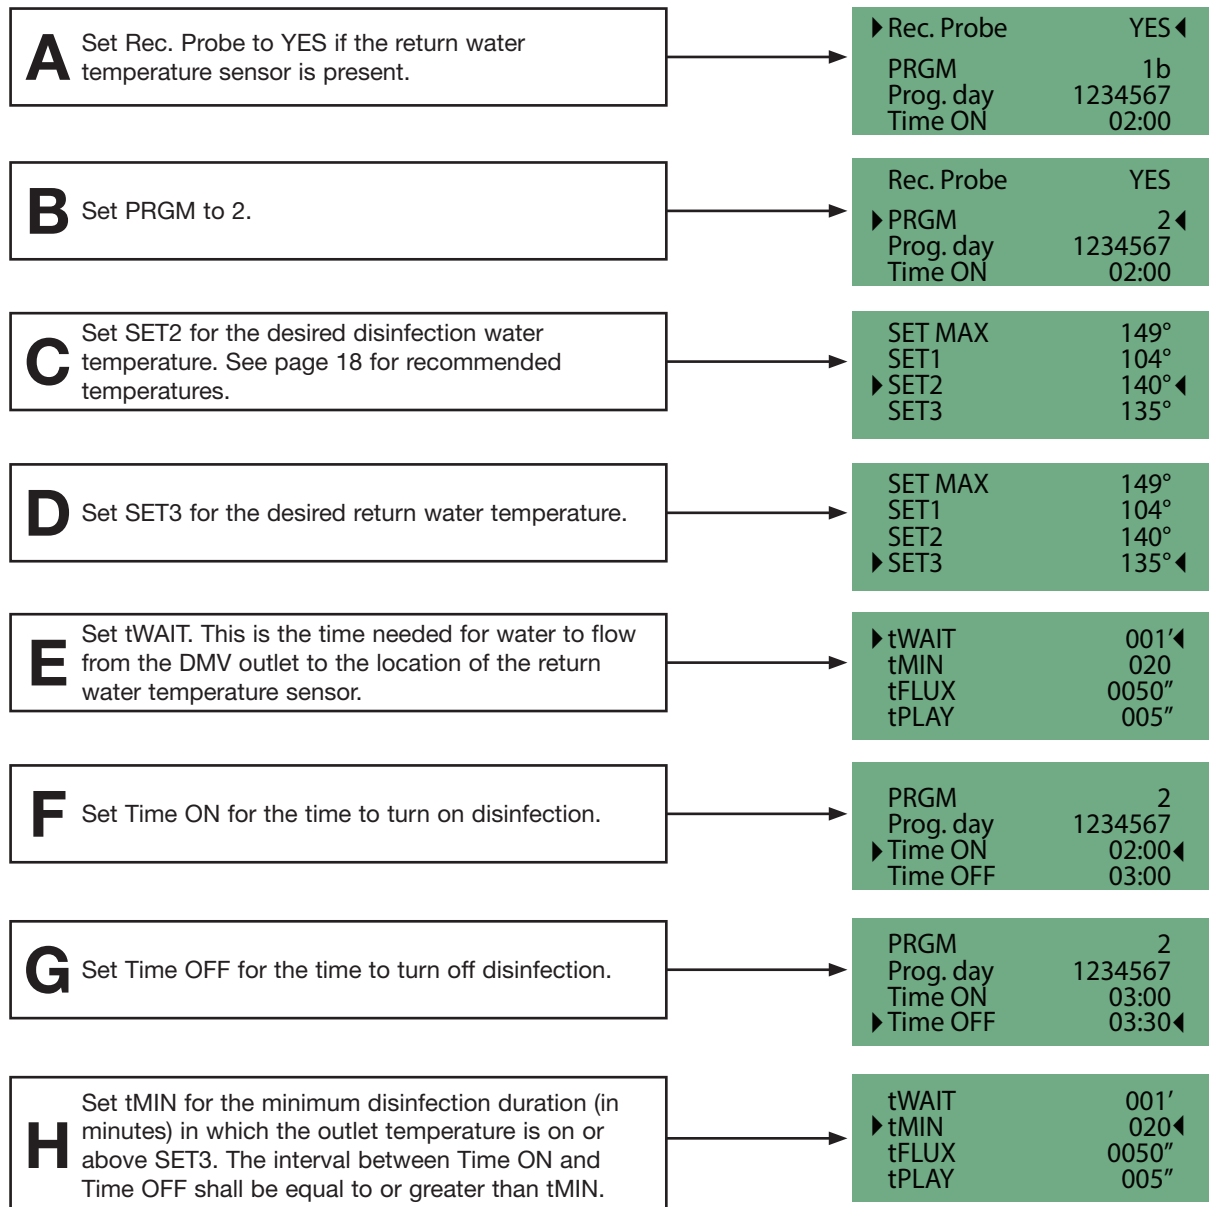 A
Set Rec. Probe to YES if the return water
temperature sensor is present.
Rec. Probe YES
PRGM 1b
Prog. day 1234567
Time ON 02:00
B
Set PRGM to 2.
Rec. Probe YES
PRGM 2
Prog. day 1234567
Time ON 02:00
C
Set SET2 for the desired disinfection water
temperature. See page 18 for recommended
temperatures.
SET MAX 149°
SET1 104°
SET2 140°
SET3 135°
D
Set SET3 for the desired return water temperature.
SET MAX 149°
SET1 104°
SET2 140°
SET3 135°
E
Set tWAIT. This is the time needed for water to flow
from the DMV outlet to the location of the return
water temperature sensor.
tWAIT 001′
tMIN 020
tFLUX 0050″
tPLAY 005″
F
Set Time ON for the time to turn on disinfection.
PRGM 2
Prog. day 1234567
Time ON 02:00
Time OFF 03:00
G
Set Time OFF for the time to turn off disinfection.
PRGM 2
Prog. day 1234567
Time ON 03:00
Time OFF 03:30
H
Set tMIN for the minimum disinfection duration (in
minutes) in which the outlet temperature is on or
above SET3. The interval between Time ON and
Time OFF shall be equal to or greater than tMIN.
tWAIT 001′
tMIN 020
tFLUX 0050″
tPLAY 005″